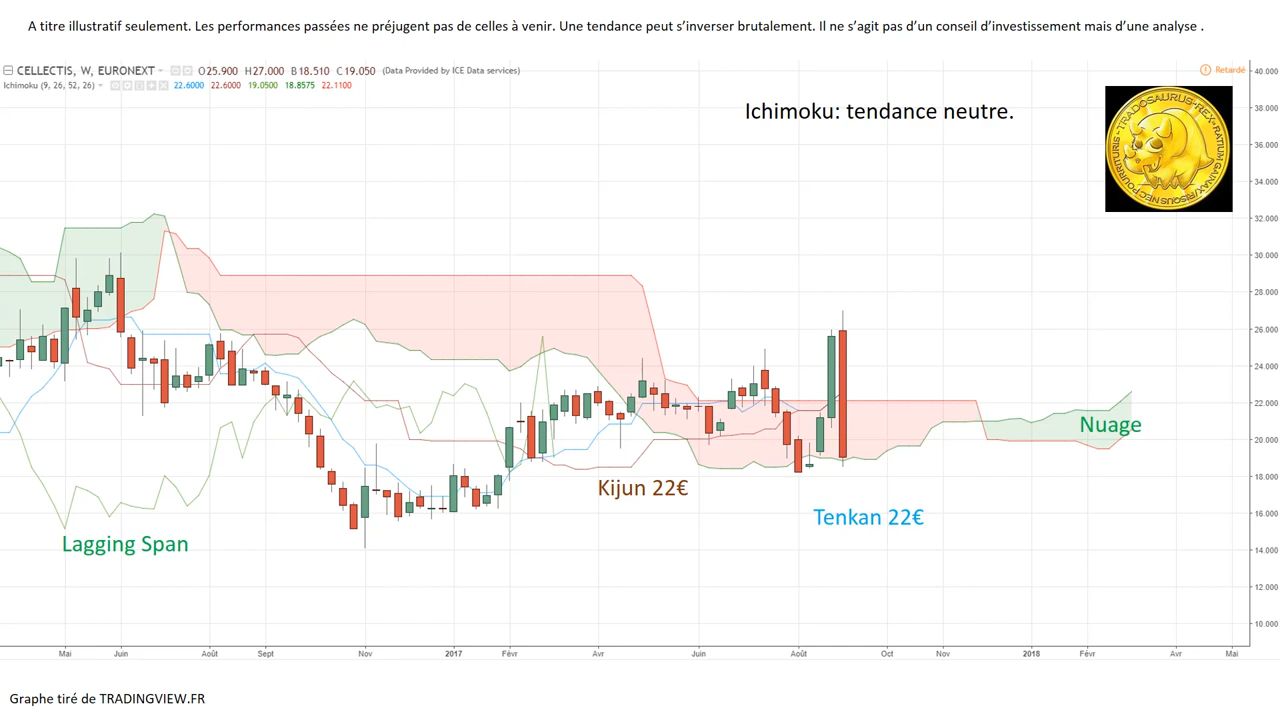 A titre illustratif seulement. Les performances passées ne préjugent pas de celles à venir. Une tendance peut s’inverser brutalement. Il ne s’agit pas d’un conseil d’investissement mais d’une analyse .
CELLECTIS, W, EURONEXT O25.900 H27.000 B18.510 C19.050 (Data Provided by ICE Data services)
Retardé
Ichimoku (9, 26, 52, 26) 22.6000 22.6000 19.0500 18.8575 22.1100
Ichimoku: tendance neutre.
TRADOSAURUS-REX
40.000
38.000
36.000
34.000
32.000
30.000
28.000
26.000
24.000
22.000
20.000
18.000
16.000
14.000
12.000
10.000
Nuage
Kijun 22€
Tenkan 22€
Lagging Span
Mai Juin Août Sept Nov 2017 Févr Avr Juin Août Oct Nov 2018 Févr Avr Mai
Graphe tiré de TRADINGVIEW.FR